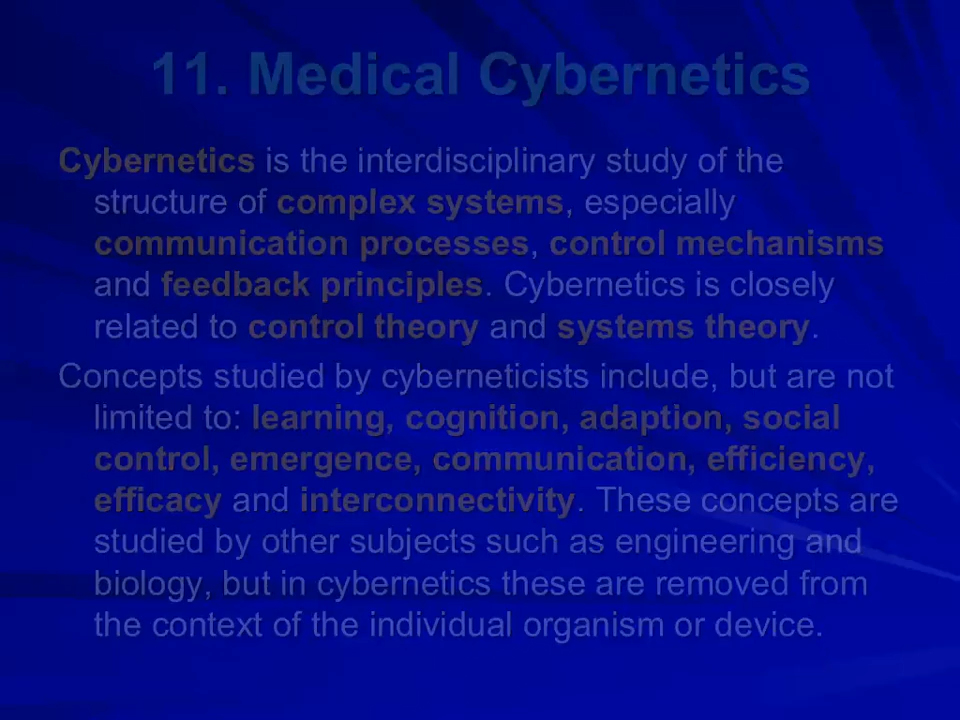 11. Medical Cybernetics
Cybernetics is the interdisciplinary study of the
structure of complex systems, especially
communication processes, control mechanisms
and feedback principles. Cybernetics is closely
related to control theory and systems theory.
Concepts studied by cyberneticists include, but are not
limited to: learning, cognition, adaption, social
control, emergence, communication, efficiency,
efficacy and interconnectivity. These concepts are
studied by other subjects such as engineering and
biology, but in cybernetics these are removed from
the context of the individual organism or device.